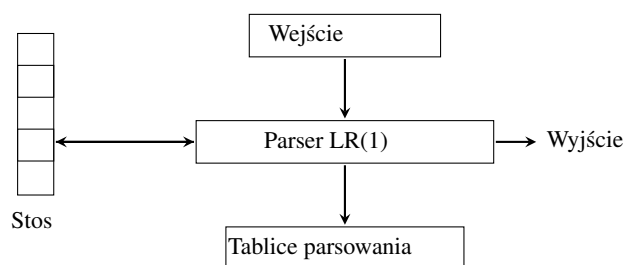 Wejście
Parser LR(1)
Wyjście
Stos
Tablice parsowania